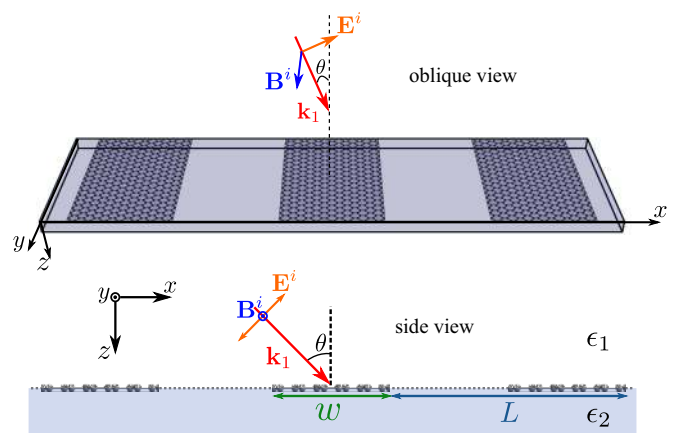 E^i
θ
B^i
oblique view
k_1
x
y
z
E^i
y x
B^i
θ
side view
ϵ_1
z
k_1
w
L
ϵ_2